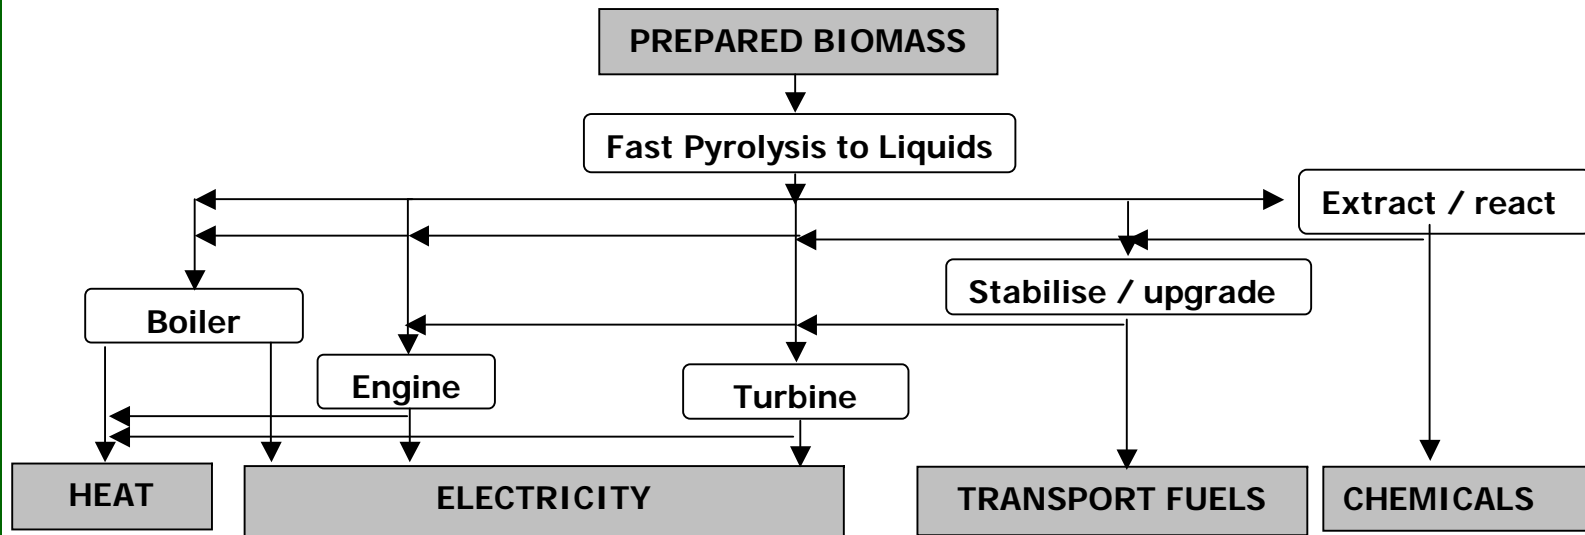 PREPARED BIOMASS
Fast Pyrolysis to Liquids
Extract / react
Stabilise / upgrade
Boiler
Engine
Turbine
HEAT
ELECTRICITY
TRANSPORT FUELS
CHEMICALS